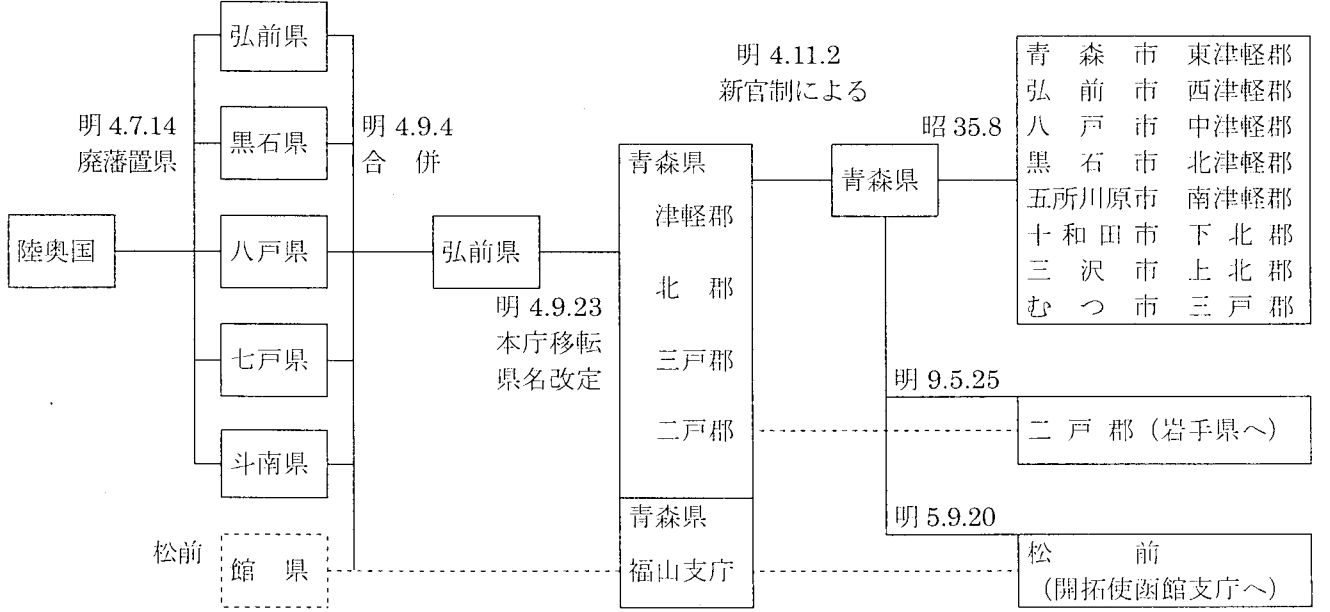 陸奥国
明 4.7.14
廃藩置県
弘前県
黒石県
八戸県
七戸県
斗南県
松前
館 県
明 4.9.4
合 併
弘前県
明 4.9.23
本庁移転
県名改定
青森県
津軽郡
北 郡
三戸郡
二戸郡
青森県
福山支庁
明 4.11.2
新官制による
青森県
昭 35.8
青 森 市 東津軽郡
弘 前 市 西津軽郡
八 戸 市 中津軽郡
黒 石 市 北津軽郡
五所川原市 南津軽郡
十和田市 下北郡
三 沢 市 上北郡
む つ 市 三戸郡
明 9.5.25
二戸郡(岩手県へ)
明 5.9.20
松 前
(開拓使函館支庁へ)